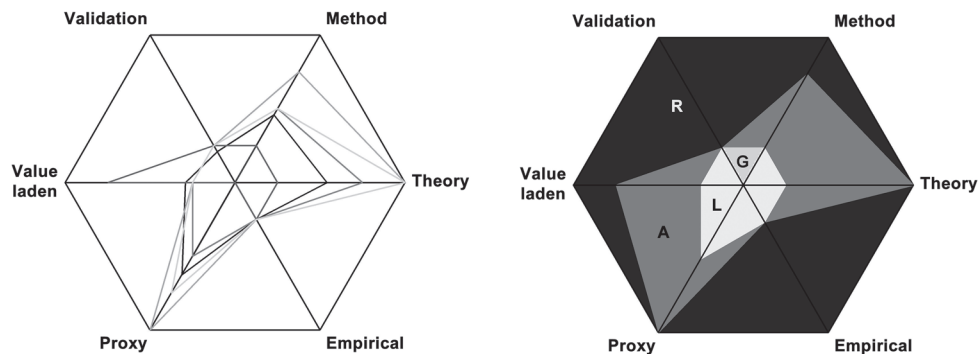 Validation Method
Value
laden
Theory
Proxy Empirical
Validation Method
R
G
Value
laden
L
Theory
A
Proxy Empirical